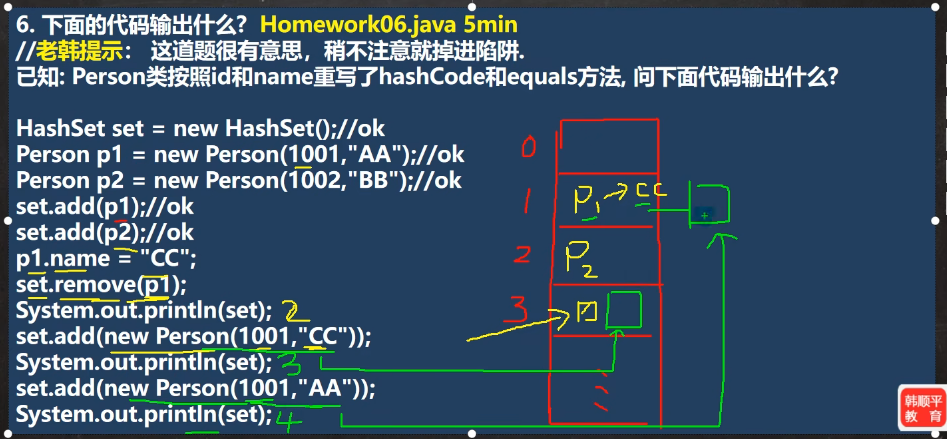 6. 下面的代码输出什么? Homework06.java 5min
//老韩提示: 这道题很有意思，稍不注意就掉进陷阱.
已知: Person类按照id和name重写了hashCode和equals方法, 问下面代码输出什么?
HashSet set = new HashSet();//ok
Person p1 = new Person(1001,"AA");//ok
Person p2 = new Person(1002,"BB");//ok
set.add(p1);//ok
set.add(p2);//ok
p1.name = "CC";
set.remove(p1);
System.out.println(set); 2
set.add(new Person(1001,"CC"));
System.out.println(set); 3
set.add(new Person(1001,"AA"));
System.out.println(set); 4
0
1 P1 → CC
2 P2
3
韩顺平
教育